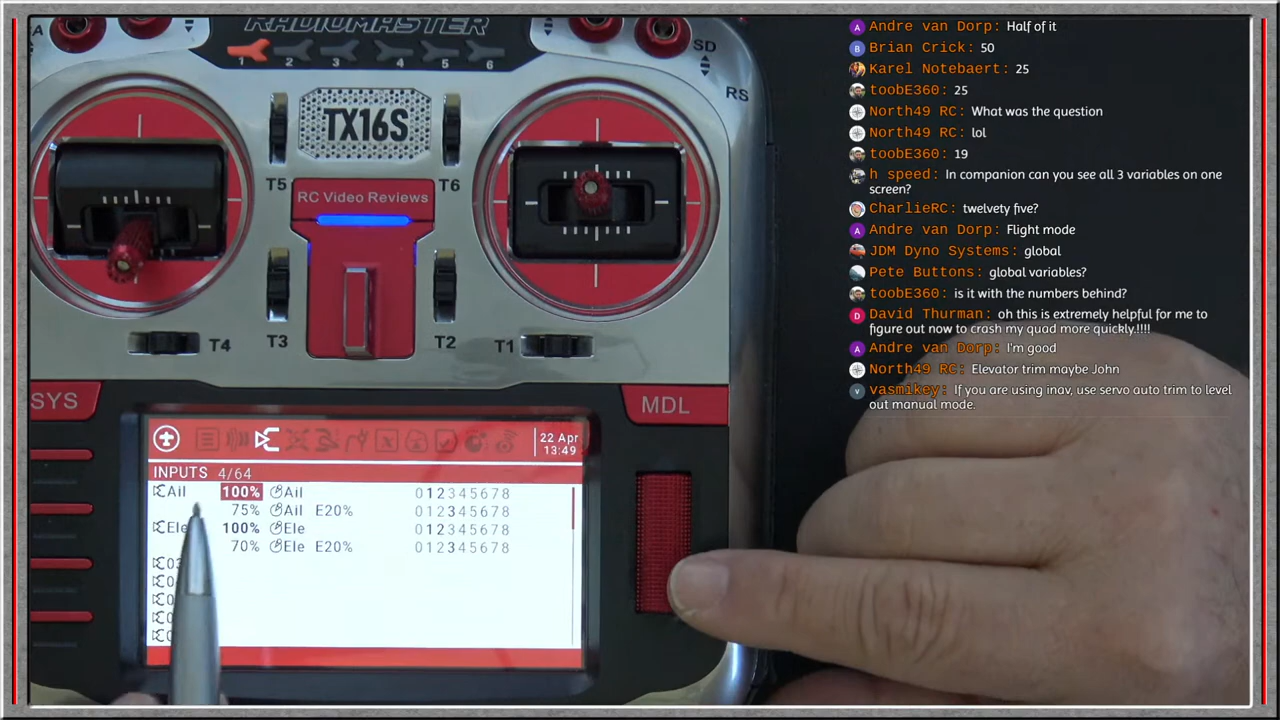 RADIOMASTER
A
SD
RS
1 2 3 4 5 6
TX16S
T5
T6
RC Video Reviews
T4
T3
T2
T1
SYS
MDL
22 Apr
13:49
INPUTS 4/64
Ail 100% Ail 012345678
75% Ail E20% 012345678
Ele 100% Ele 012345678
70% Ele E20% 012345678
Andre van Dorp: Half of it
Brian Crick: 50
Karel Notebaert: 25
toobE360: 25
North49 RC: What was the question
North49 RC: lol
toobE360: 19
h speed: In companion can you see all 3 variables on one
screen?
CharlieRC: twelvety five?
Andre van Dorp: Flight mode
JDM Dyno Systems: global
Pete Buttons: global variables?
toobE360: is it with the numbers behind?
David Thurman: oh this is extremely helpful for me to
figure out now to crash my quad more quickly.!!!!
Andre van Dorp: I'm good
North49 RC: Elevator trim maybe John
vasmikey: If you are using inav, use servo auto trim to level
out manual mode.